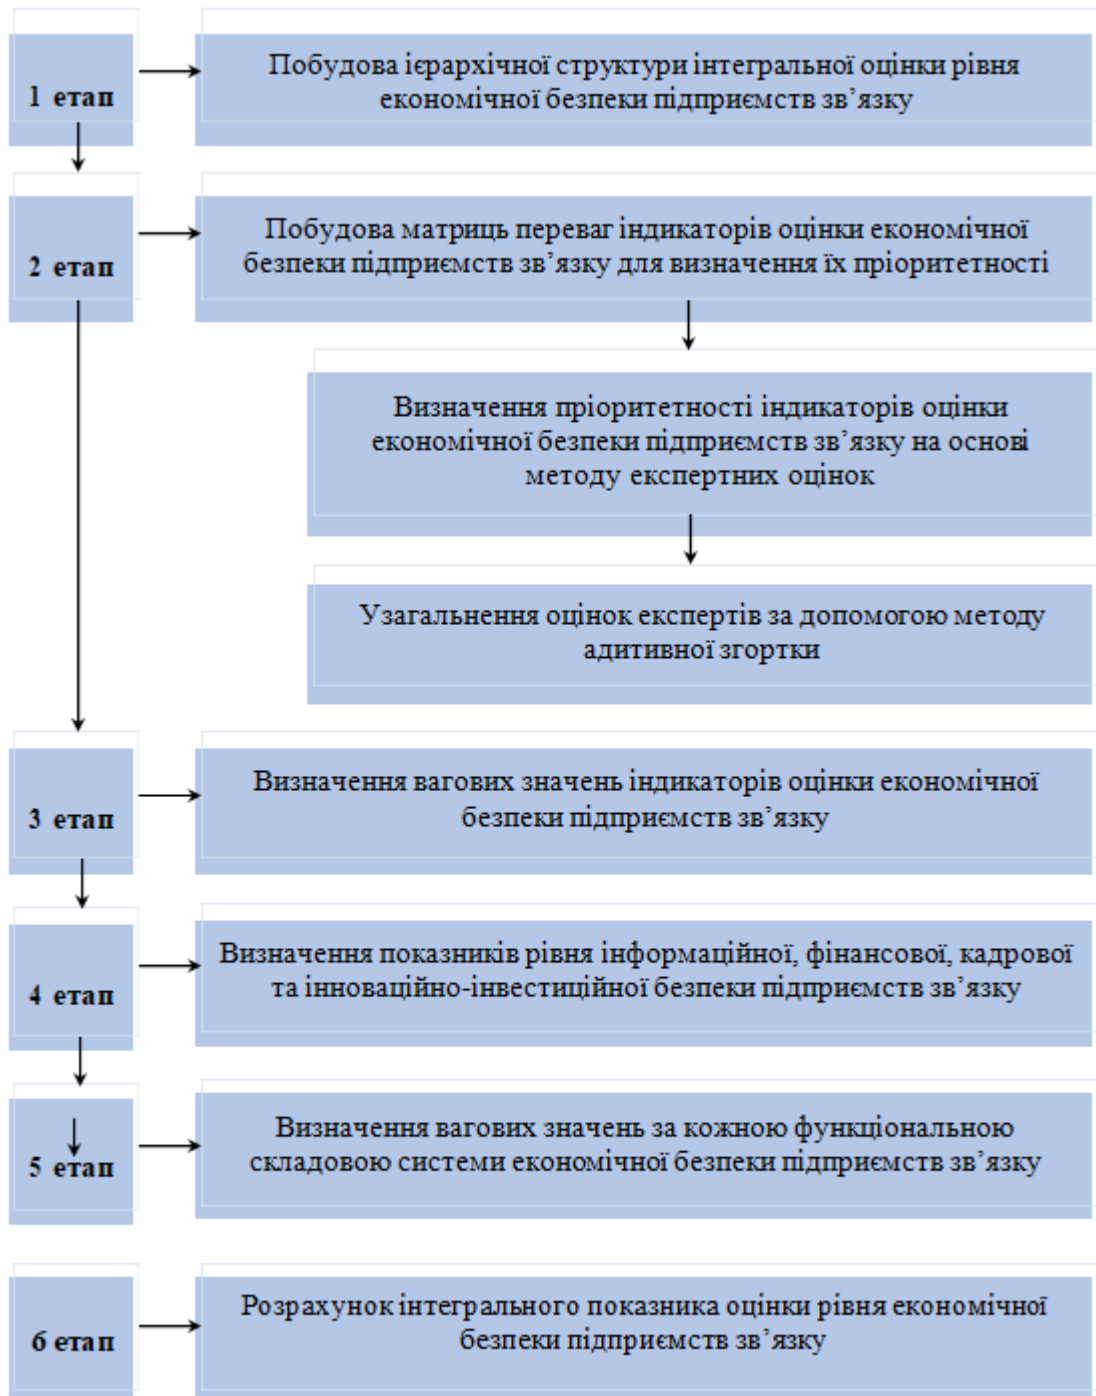 1 етап
Побудова ієрархічної структури інтегральної оцінки рівня
економічної безпеки підприємств зв’язку
2 етап
Побудова матриць переваг індикаторів оцінки економічної
безпеки підприємств зв’язку для визначення їх пріоритетності
Визначення пріоритетності індикаторів оцінки
економічної безпеки підприємств зв’язку на основі
методу експертних оцінок
Узагальнення оцінок експертів за допомогою методу
адитивної згортки
3 етап
Визначення вагових значень індикаторів оцінки економічної
безпеки підприємств зв’язку
4 етап
Визначення показників рівня інформаційної, фінансової, кадрової
та інноваційно-інвестиційної безпеки підприємств зв’язку
5 етап
Визначення вагових значень за кожною функціональною
складовою системи економічної безпеки підприємств зв’язку
6 етап
Розрахунок інтегрального показника оцінки рівня економічної
безпеки підприємств зв’язку